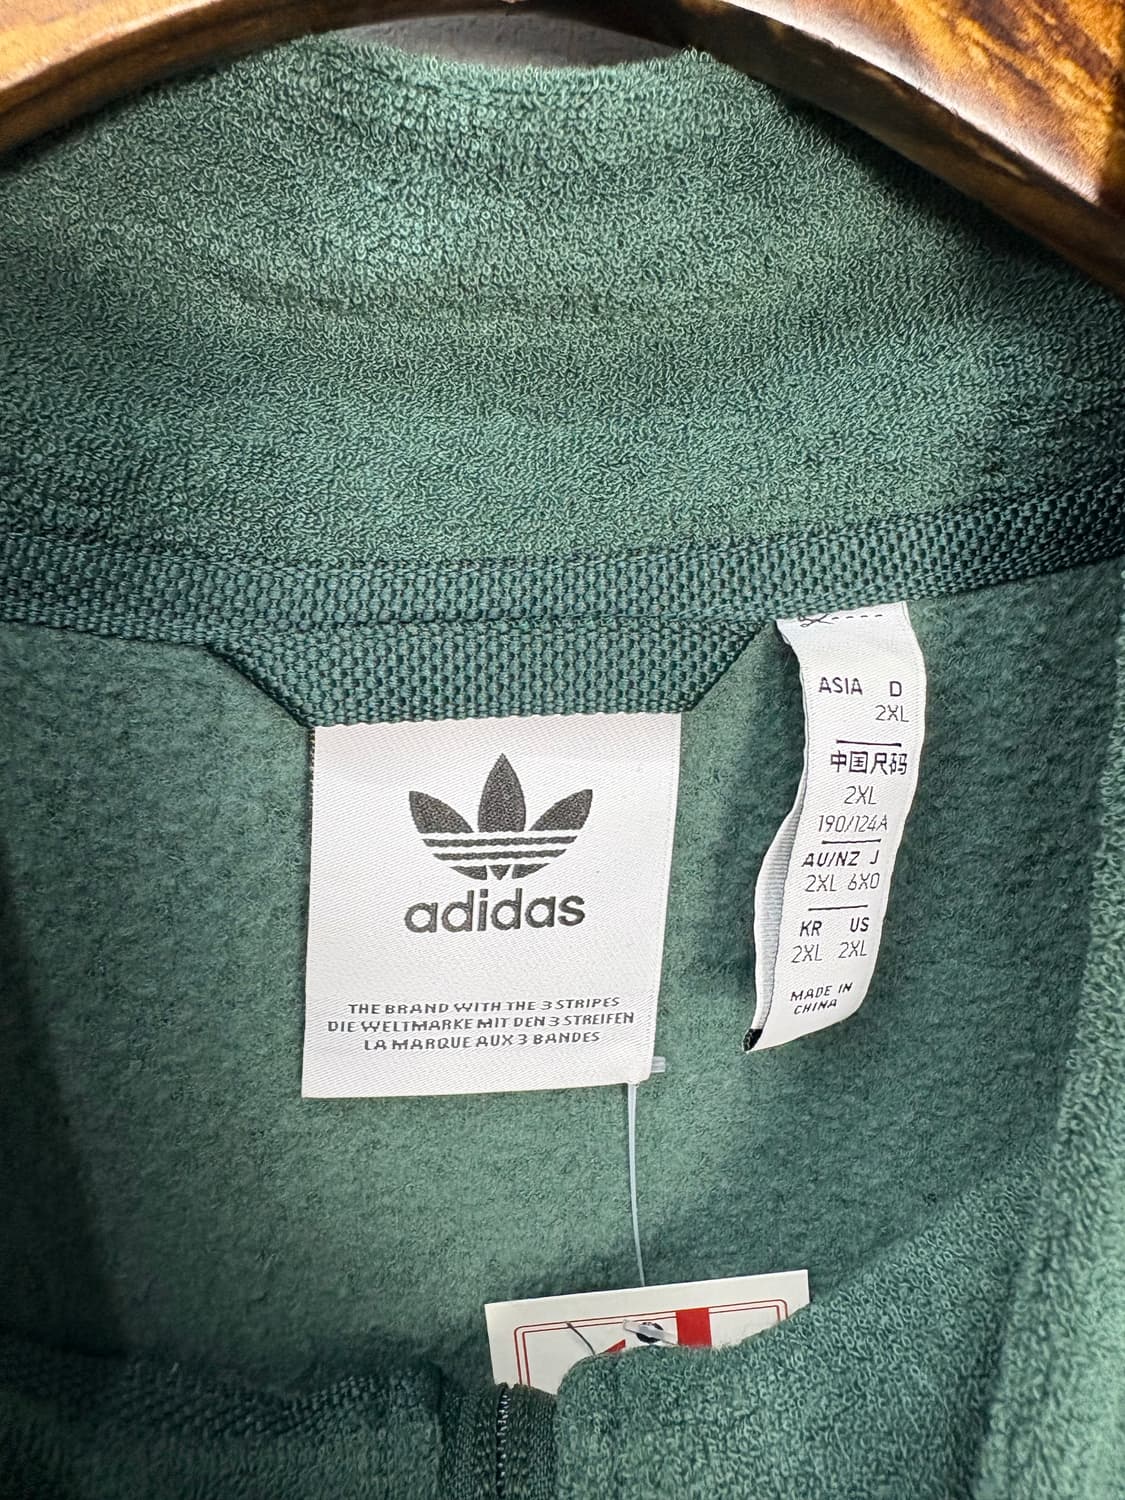 adidas
THE BRAND WITH THE 3 STRIPES
DIE WELTMARKE MIT DEN 3 STREIFEN
LA MARQUE AUX 3 BANDES
ASIA D
2XL
中国尺码
2XL
190/124A
AU/NZ J
2XL 6XO
KR US
2XL 2XL
MADE IN
CHINA